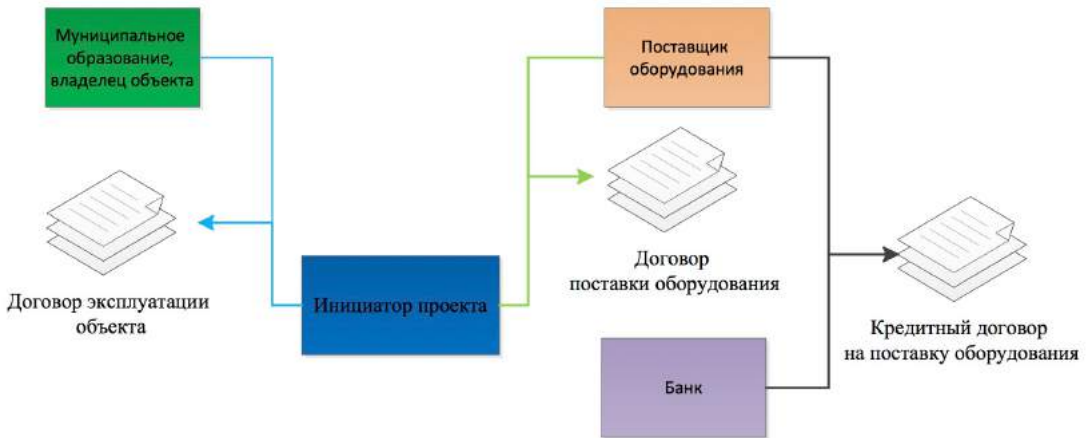 Муниципальное
образование,
владелец объекта
Поставщик
оборудования
Договор эксплуатации
объекта
Инициатор проекта
Договор
поставки оборудования
Банк
Кредитный договор
на поставку оборудования